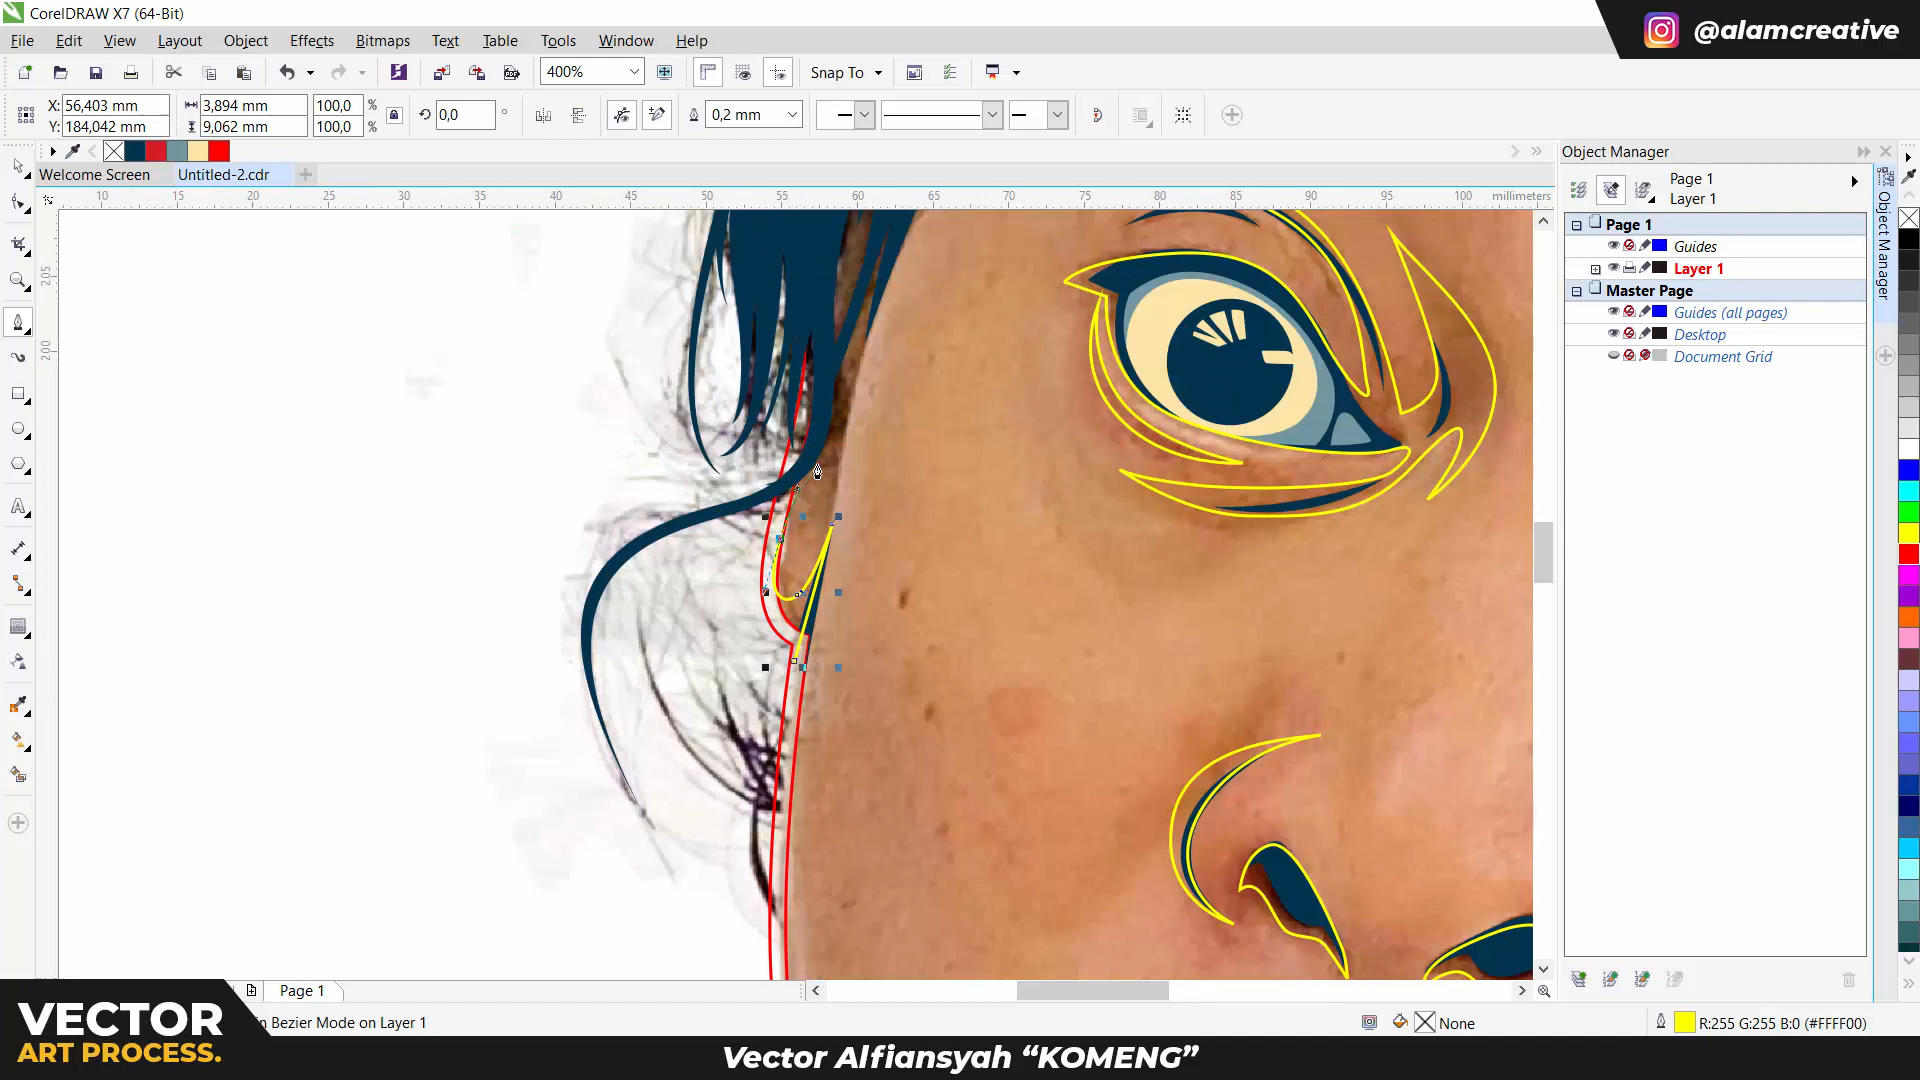 CorelDRAW X7 (64-Bit)
@alamcreative
File Edit View Layout Object Effects Bitmaps Text Table Tools Window Help
400% Snap To
X: 56,403 mm 3,894 mm 100,0 % 0,0 ° 0,2 mm
Y: 184,042 mm 9,062 mm 100,0 %
Object Manager
Welcome Screen Untitled-2.cdr
10 15 20 25 30 35 40 45 50 55 60 65 70 75 80 85 90 95 100 millimeters
205
200
Page 1
Layer 1
Page 1
Guides
Layer 1
Master Page
Guides (all pages)
Desktop
Document Grid
Object Manager
Page 1
in Bezier Mode on Layer 1
None
R:255 G:255 B:0 (#FFFF00)
VECTOR
ART PROCESS.
Vector Alfiansyah “KOMENG”